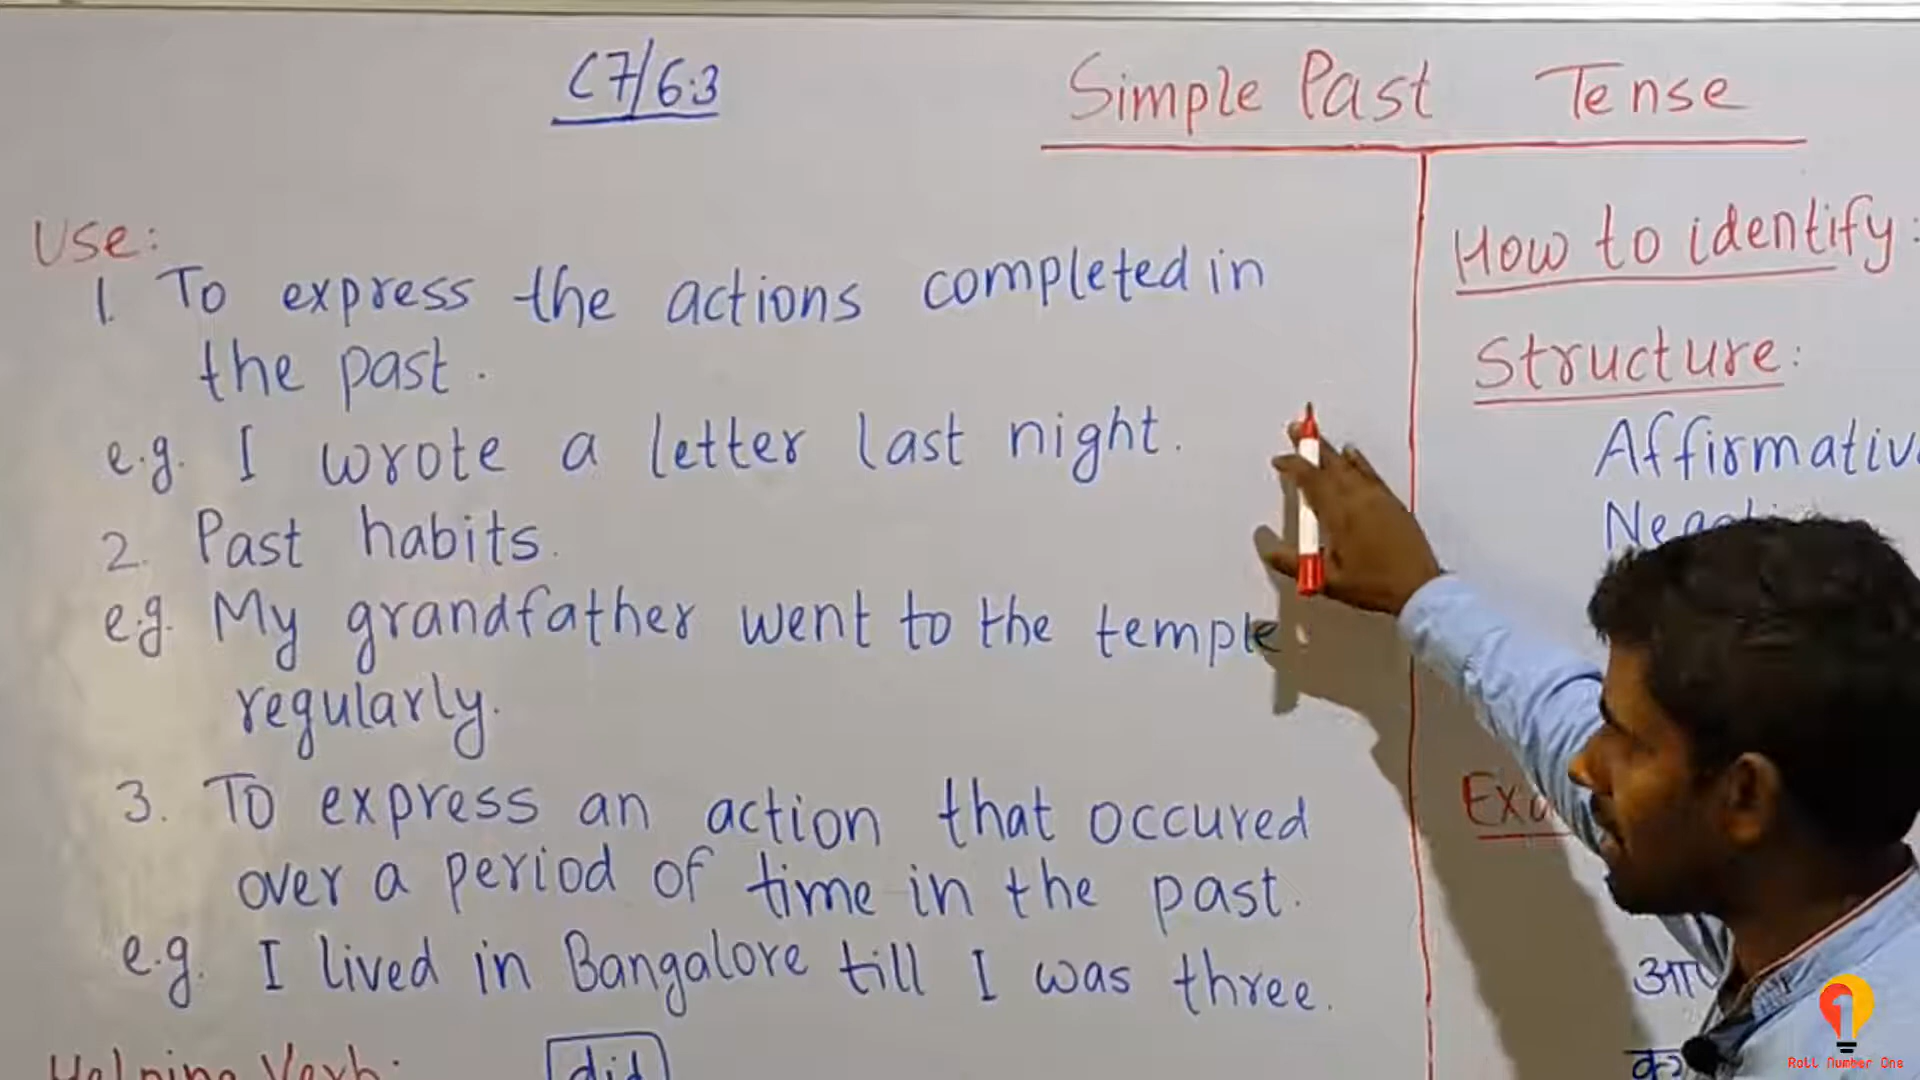 C7/6.3
Simple Past Tense
Use:
1. To express the actions completed in
the past.
e.g. I wrote a letter last night.
2. Past habits.
e.g. My grandfather went to the temple
regularly.
3. To express an action that occured
over a period of time in the past.
e.g. I lived in Bangalore till I was three.
Helping Verb:
did
How to identify:
Structure:
Roll Number One